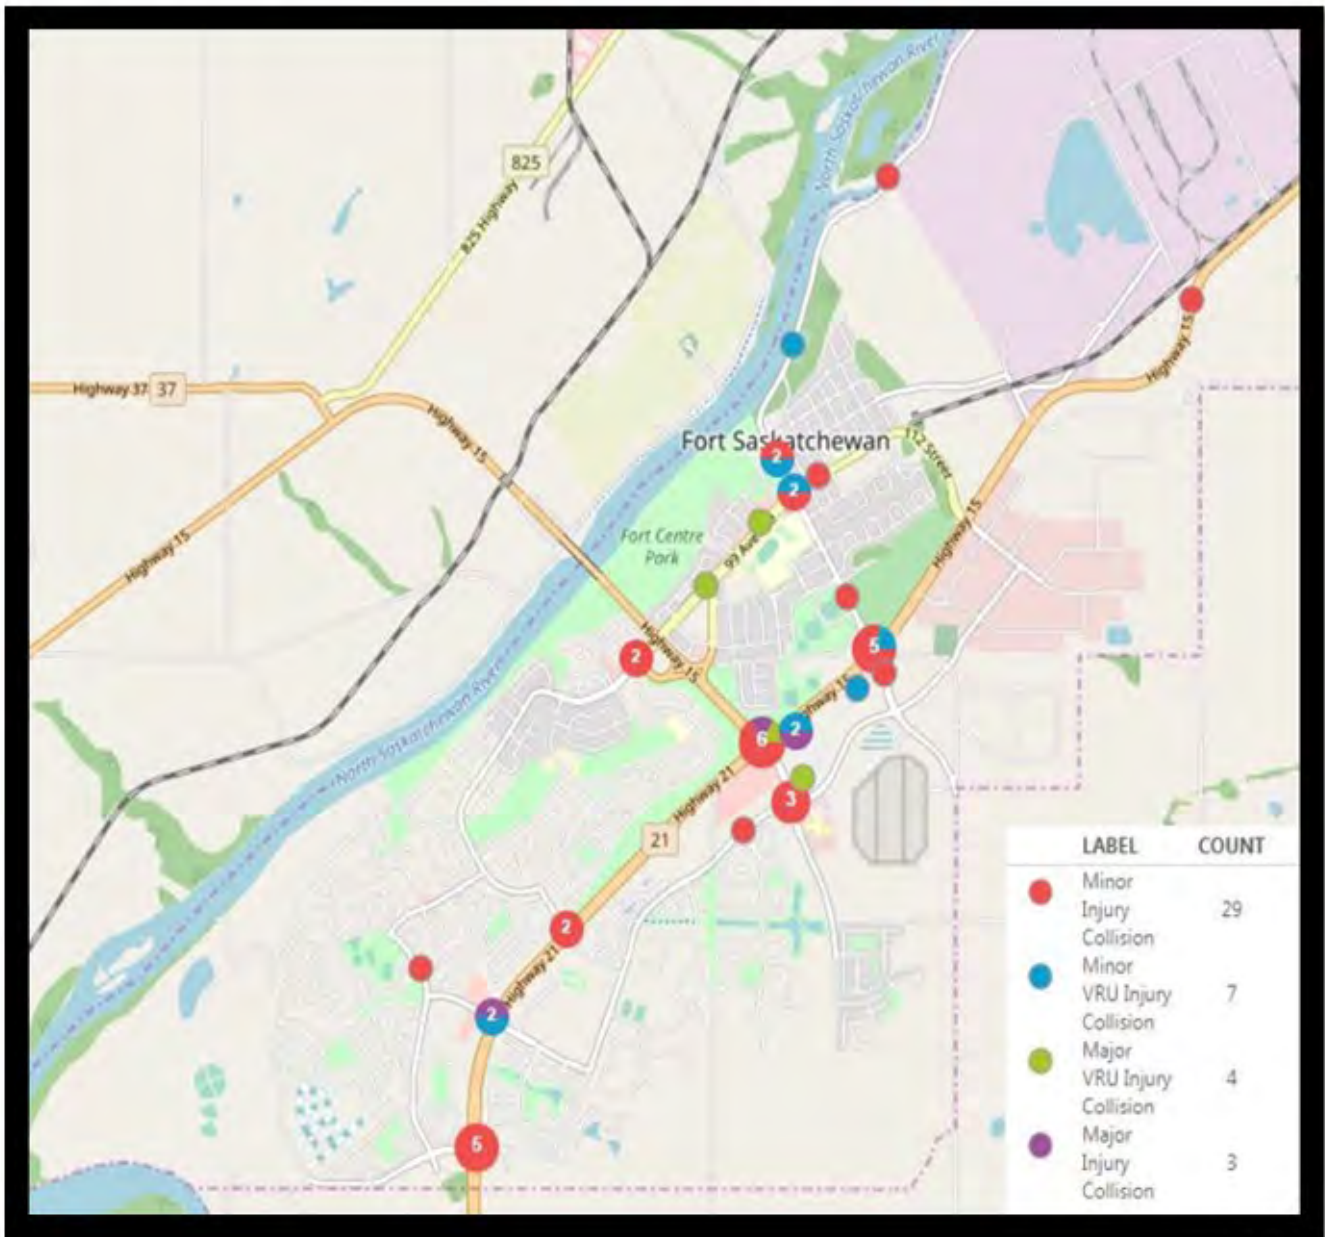 North Saskatchewan River
825
825 Highway
Highway 37
37
Highway 15
Highway 15
Highway 15
Fort Saskatchewan
112 Street
2
2
Highway 15
Fort Centre
Park
99 Ave
Highway 15
2
5
North Saskatchewan River
Highway 15
6
2
Highway 21
3
21
2
Highway 21
2
5
LABEL COUNT
Minor
Injury 29
Collision
Minor
VRU Injury 7
Collision
Major
VRU Injury 4
Collision
Major
Injury 3
Collision